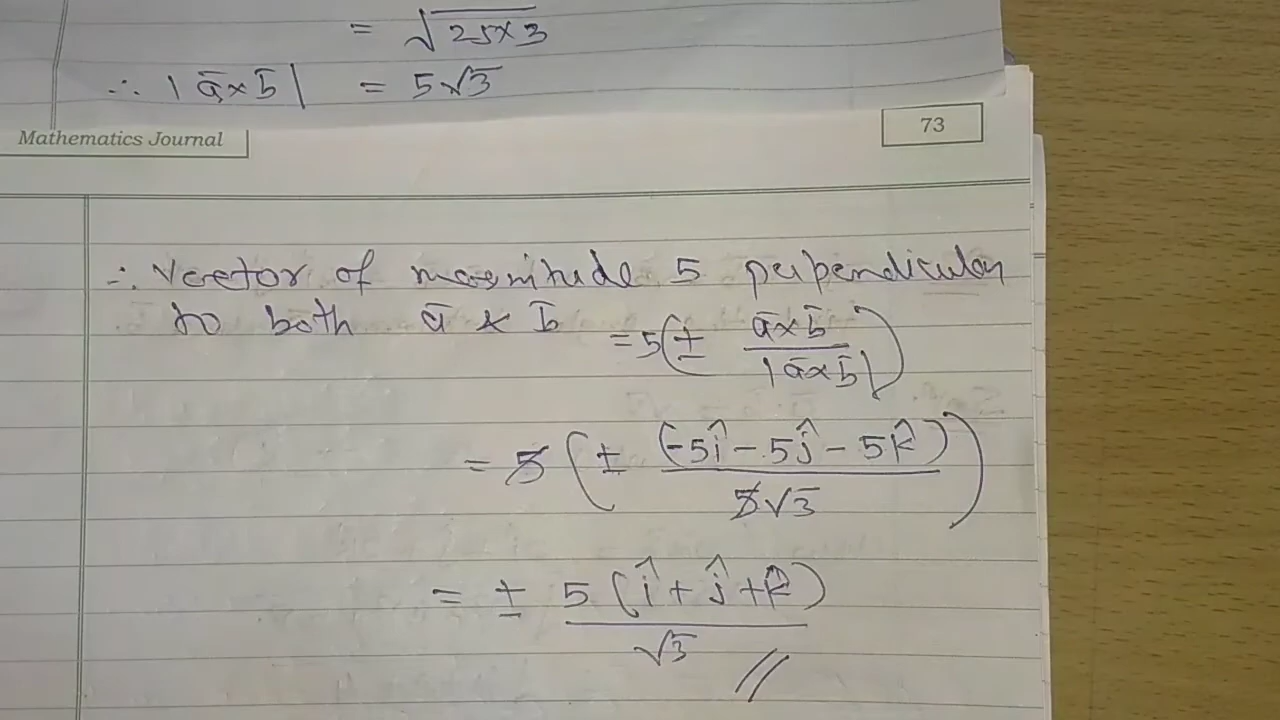 = √25×3
∴ |a̅×b̅| = 5√3
Mathematics Journal
73
∴ Vector of magnitude 5 perpendicular
to both a̅ & b̅ = 5(± a̅×b̅ / |a̅×b̅|)
= 5 (± (-5î - 5ĵ - 5k̂) / 5√3)
= ± 5 (î + ĵ + k̂) / √3 //